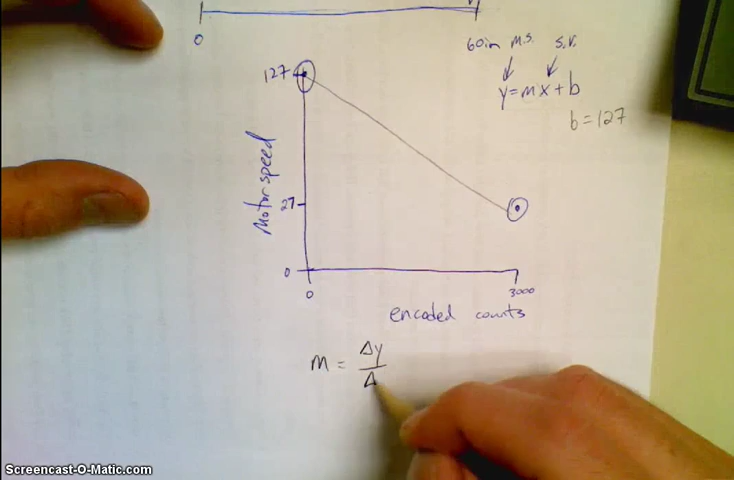 0
60in m.s. s.v.
127
y=mx+b
b=127
Motor speed
27
0
0
3000
encoded counts
m = Δy
Δ
Screencast-O-Matic.com